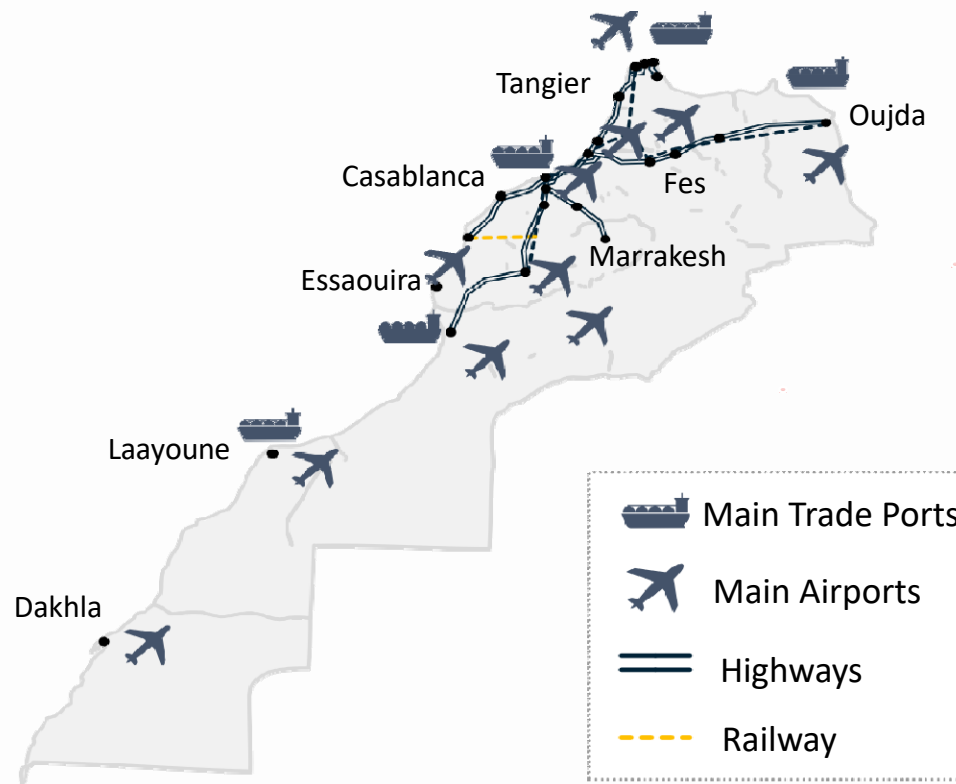 Tangier
Oujda
Casablanca
Fes
Marrakesh
Essaouira
Laayoune
Dakhla
Main Trade Ports
Main Airports
Highways
Railway